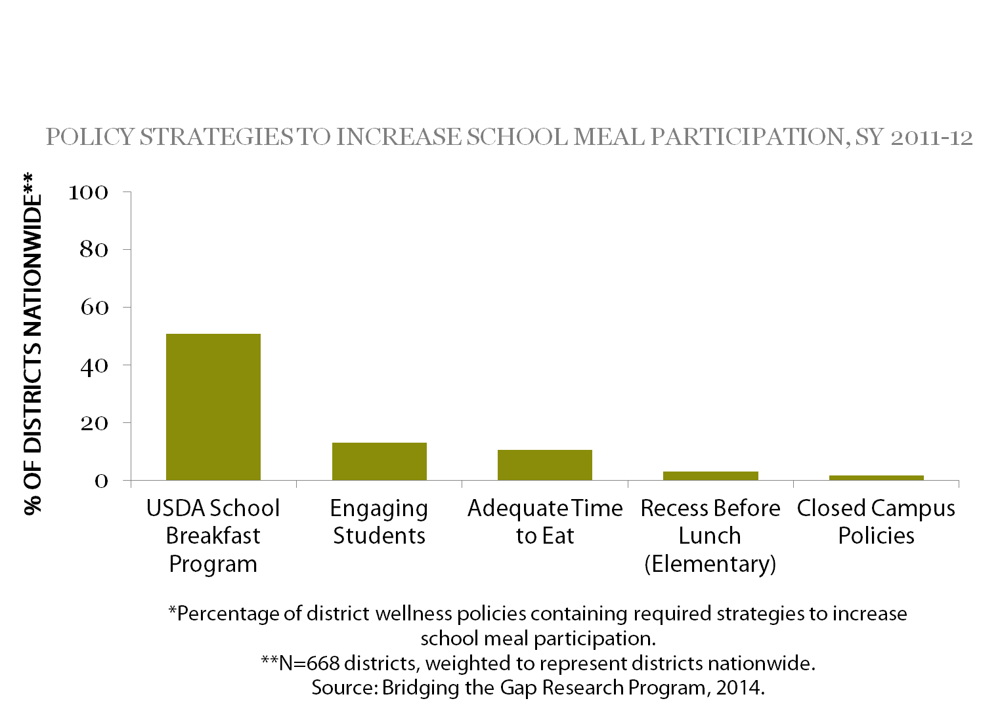 POLICY STRATEGIES TO INCREASE SCHOOL MEAL PARTICIPATION, SY 2011-12
% OF DISTRICTS NATIONWIDE**
100
80
60
40
20
0
USDA School
Breakfast
Program
Engaging
Students
Adequate Time
to Eat
Recess Before
Lunch
(Elementary)
Closed Campus
Policies
*Percentage of district wellness policies containing required strategies to increase
school meal participation.
**N=668 districts, weighted to represent districts nationwide.
Source: Bridging the Gap Research Program, 2014.